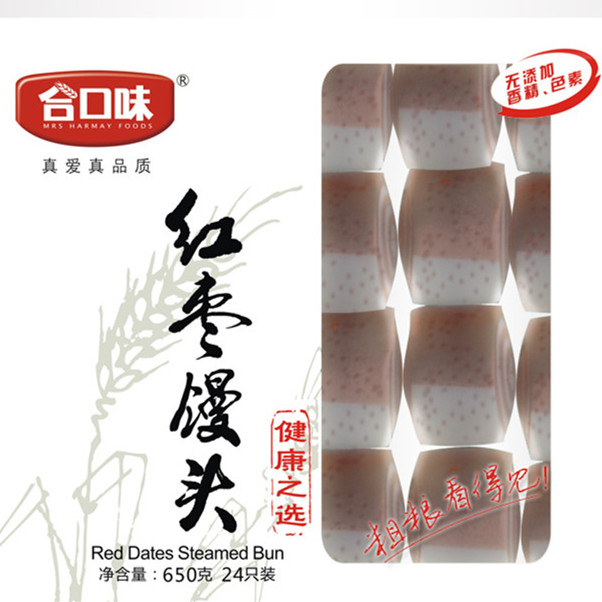 合口味®
MRS HARMAY FOODS
真爱真品质
无添加
香精、色素
红枣馒头
健康之选
粗粮看得见!
Red Dates Steamed Bun
净含量：650克 24只装